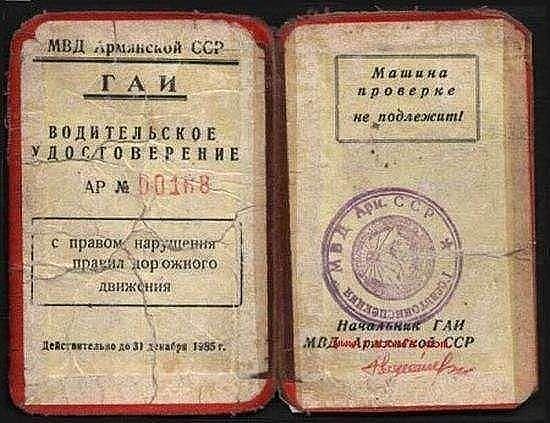 МВД Армянской ССР
ГАИ
ВОДИТЕЛЬСКОЕ
УДОСТОВЕРЕНИЕ
АР № 00168
с правом нарушения
правил дорожного
движения
Действительно до 31 декабря 1985 г.
Машина
проверке
не подлежит!
МВД Арм. ССР
Госавтоинспекция
Начальник ГАИ
МВД Армянской ССР